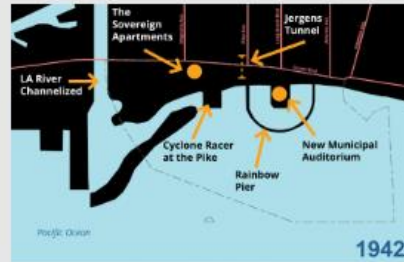 The
Sovereign
Apartments
Jergens
Tunnel
LA River
Channelized
Cyclone Racer
at the Pike
Rainbow
Pier
New Municipal
Auditorium
Pacific Ocean
1942